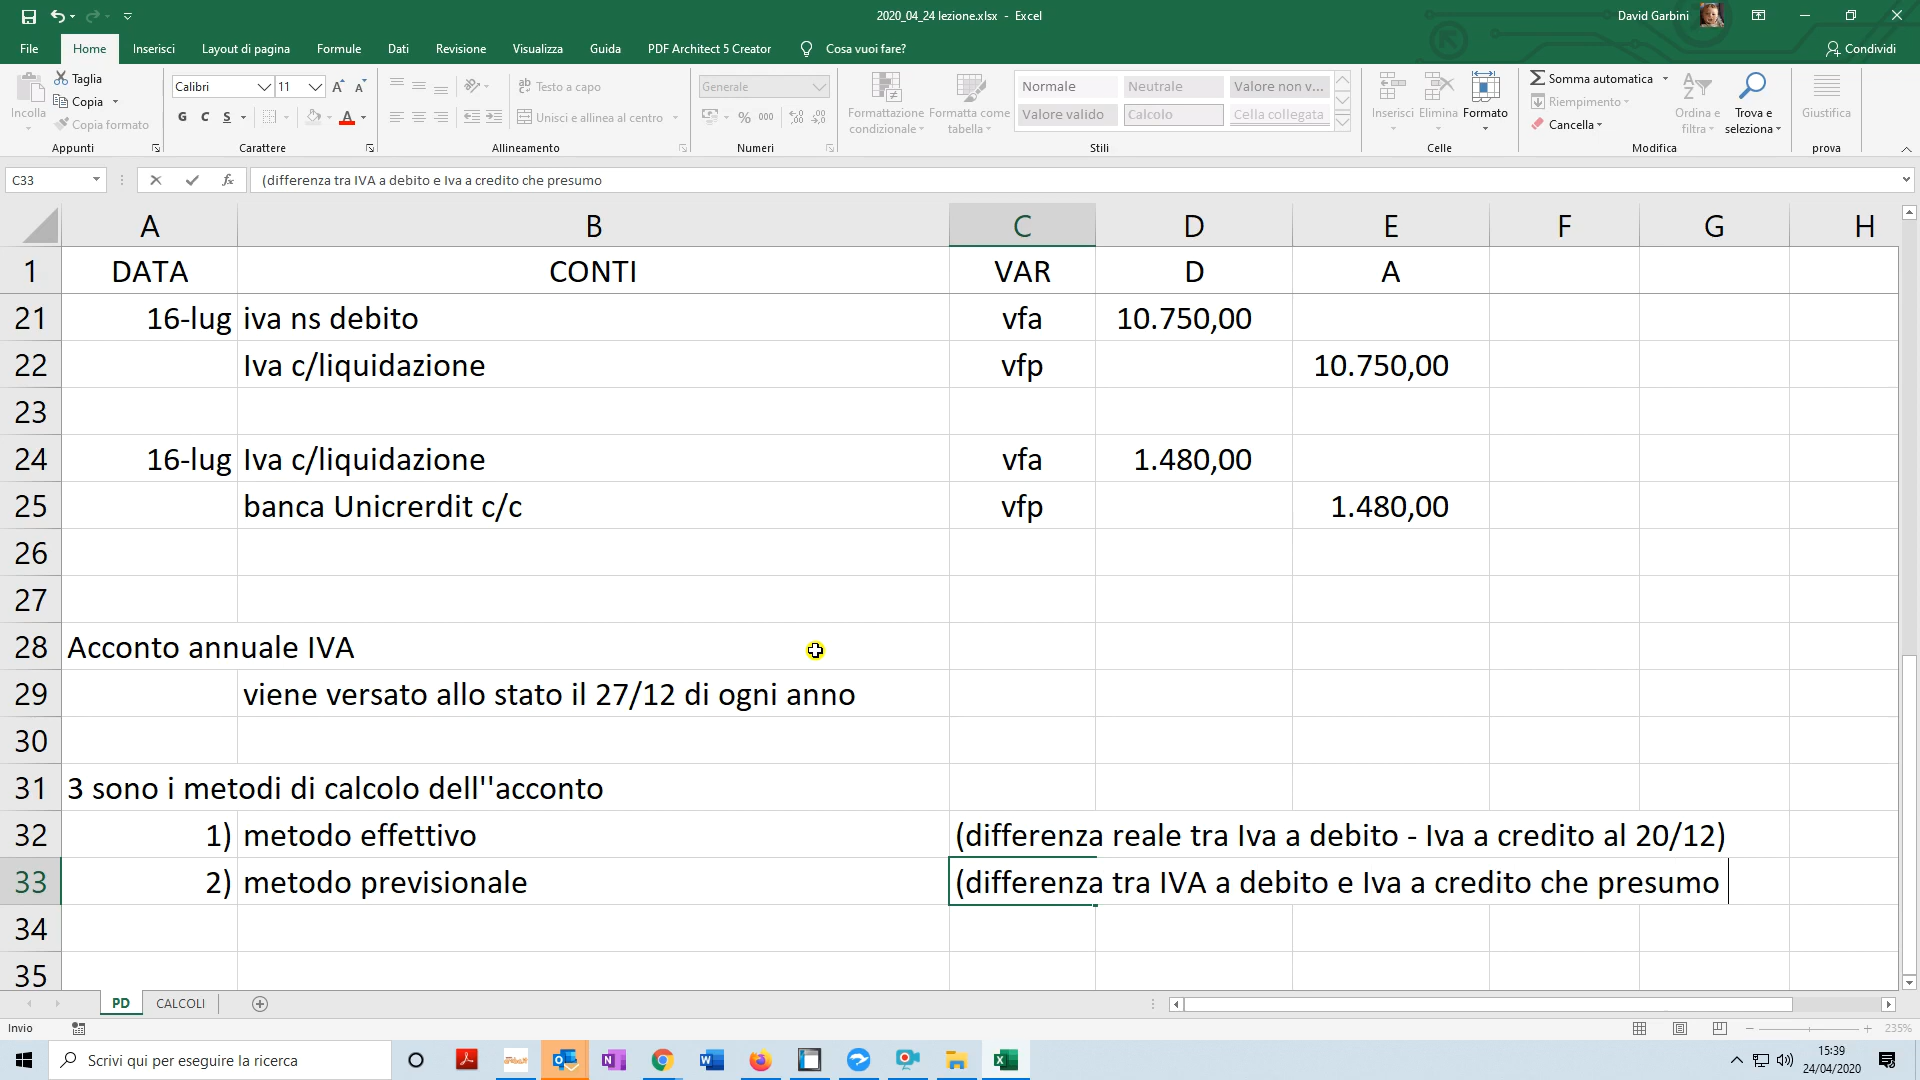 2020_04_24 lezione.xlsx - Excel
David Garbini
File Home Inserisci Layout di pagina Formule Dati Revisione Visualizza Guida PDF Architect 5 Creator Cosa vuoi fare? Condividi
Incolla
Taglia
Copia
Copia formato
Appunti
Calibri 11
G C S
Carattere
Testo a capo
Unisci e allinea al centro
Allineamento
Generale
% 000
Numeri
Formattazione condizionale
Formatta come tabella
Normale Neutrale Valore non v...
Valore valido Calcolo Cella collegata
Stili
Inserisci Elimina Formato
Celle
Somma automatica
Riempimento
Cancella
Ordina e filtra
Trova e seleziona
Modifica
Giustifica
prova
C33 fx (differenza tra IVA a debito e Iva a credito che presumo
A B C D E F G H
1 DATA CONTI VAR D A
21 16-lug iva ns debito vfa 10.750,00
22 Iva c/liquidazione vfp 10.750,00
23
24 16-lug Iva c/liquidazione vfa 1.480,00
25 banca Unicrerdit c/c vfp 1.480,00
26
27
28 Acconto annuale IVA
29 viene versato allo stato il 27/12 di ogni anno
30
31 3 sono i metodi di calcolo dell''acconto
32 1) metodo effettivo (differenza reale tra Iva a debito - Iva a credito al 20/12)
33 2) metodo previsionale (differenza tra IVA a debito e Iva a credito che presumo
34
35
PD CALCOLI
Invio 235%
Scrivi qui per eseguire la ricerca
15:39
24/04/2020